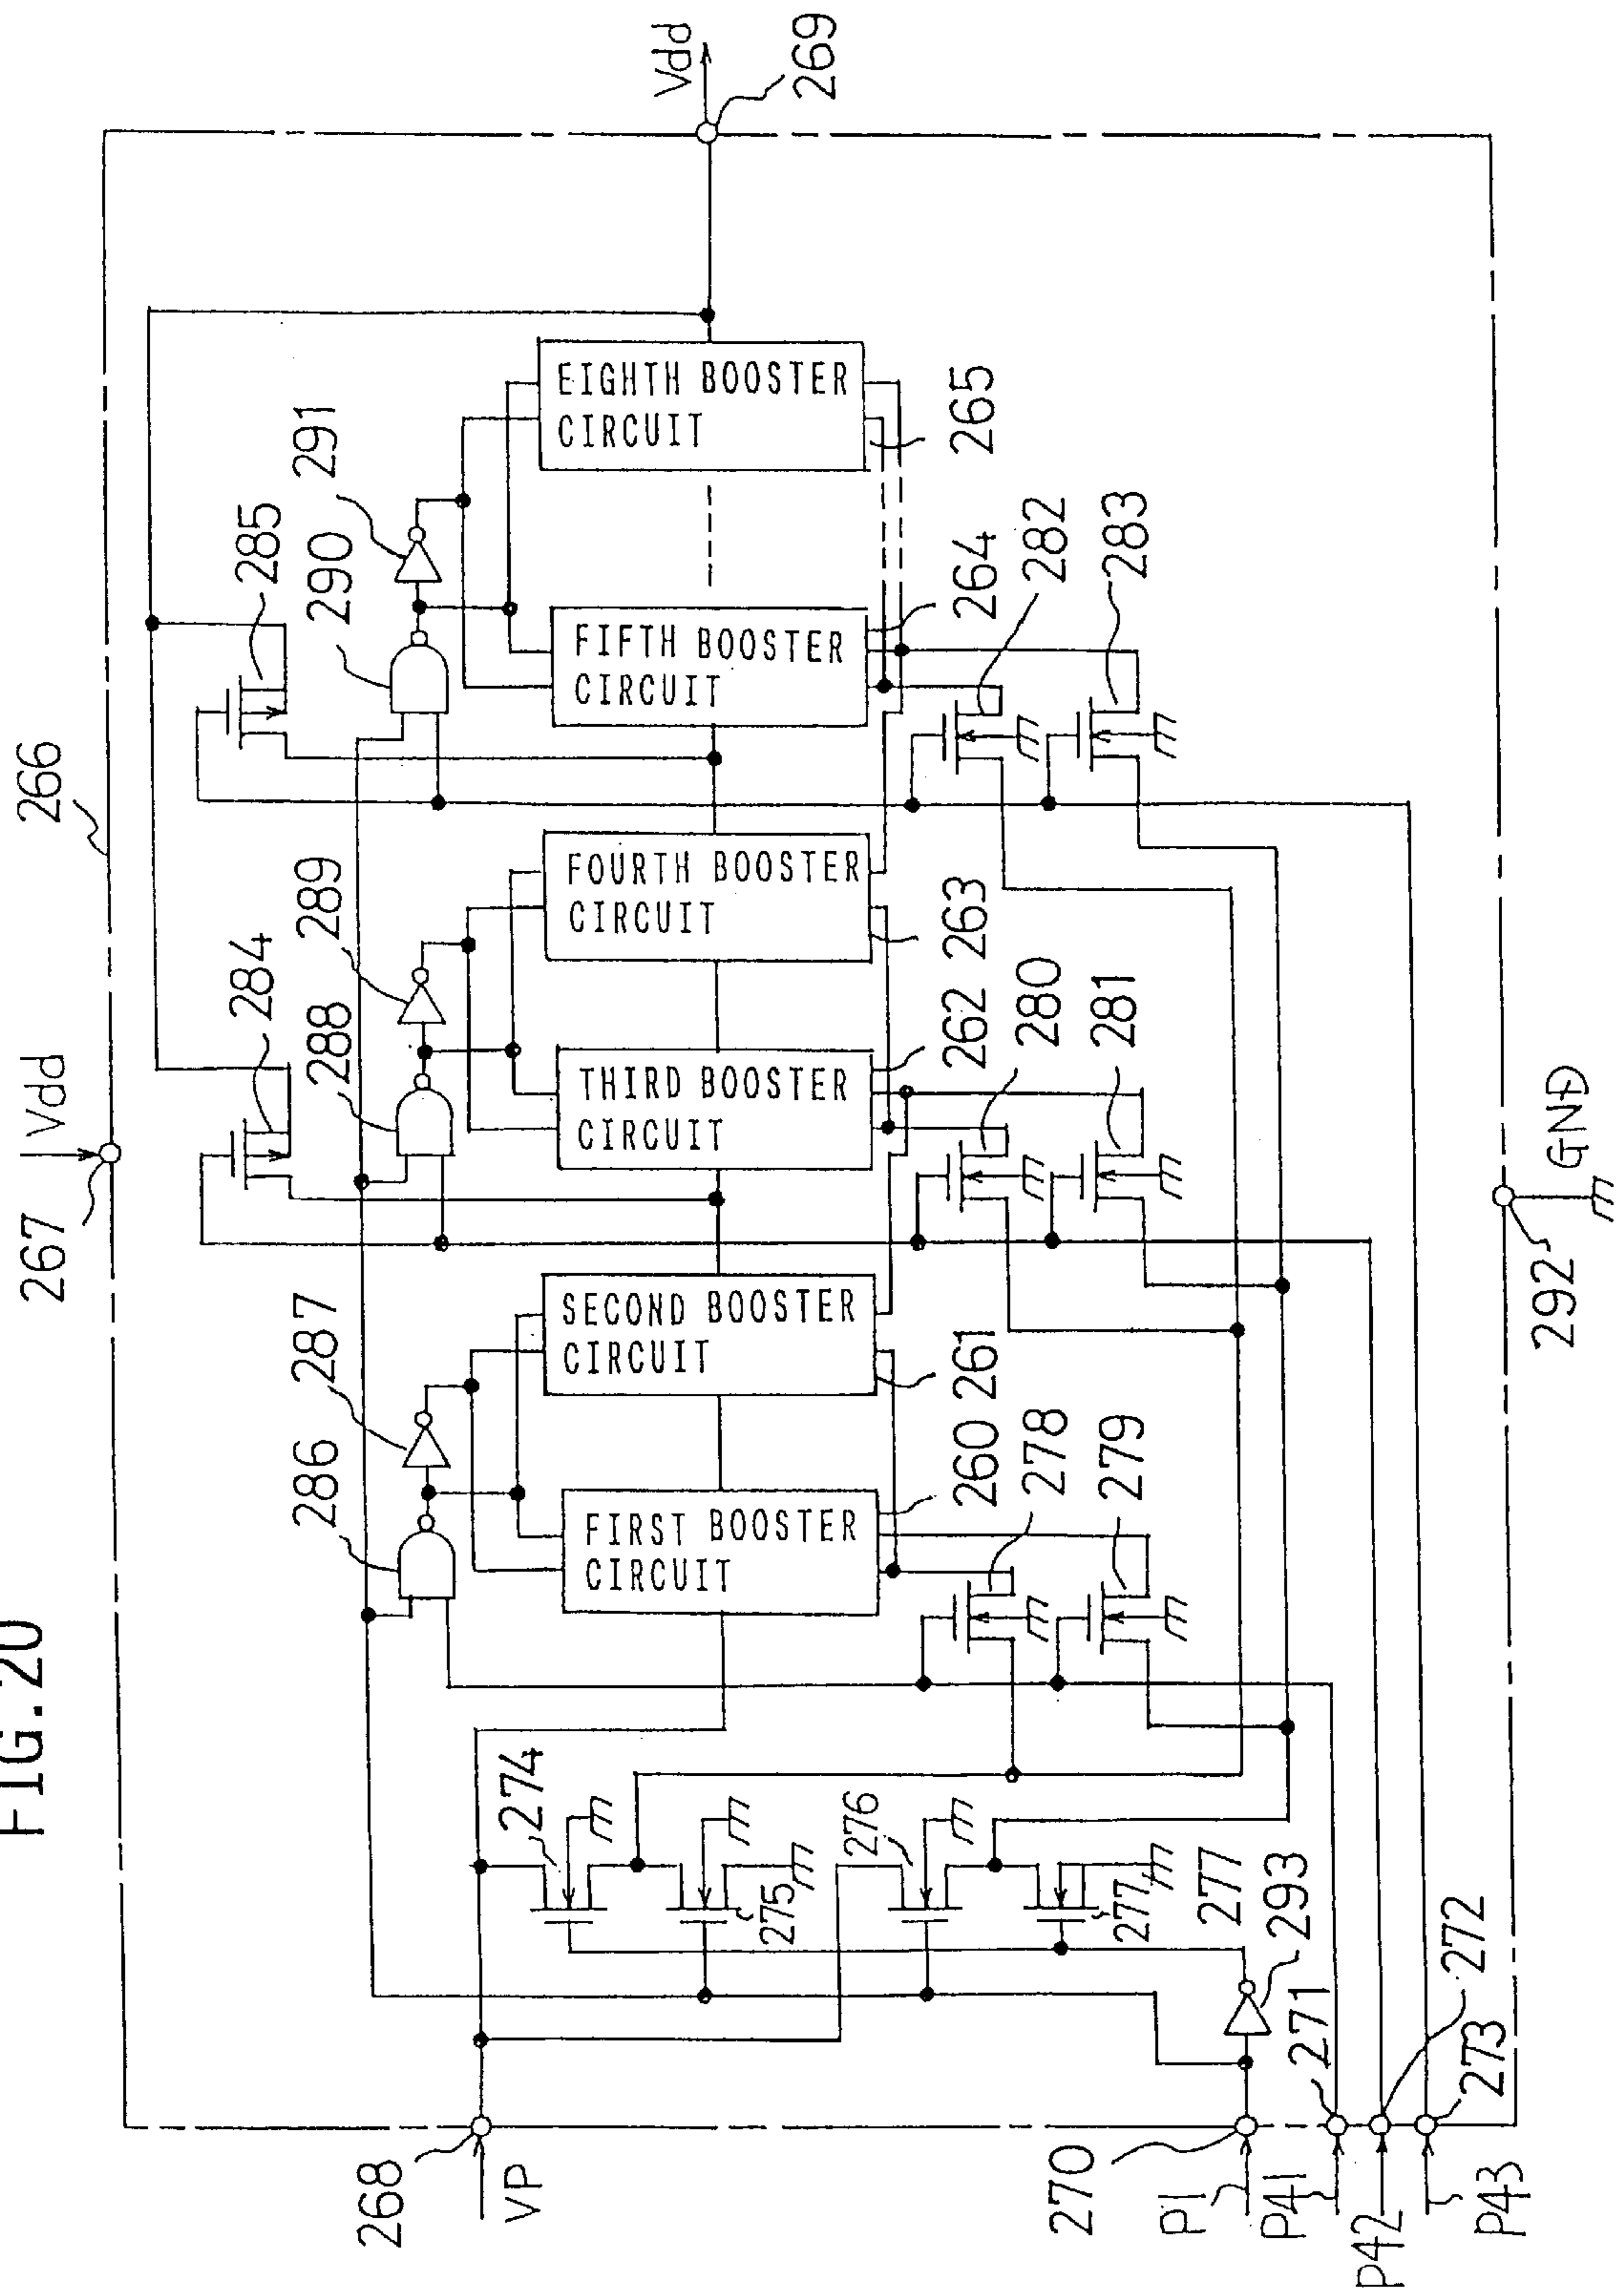 FIG.20
266
267
Vdd
Vdd
269
268
VP
270
P1
P41
P42
P43
271
272
273
274
275
276
277
277
293
286
287
284
288
289
285
290
291
FIRST BOOSTER
CIRCUIT
260
SECOND BOOSTER
CIRCUIT
261
THIRD BOOSTER
CIRCUIT
262
FOURTH BOOSTER
CIRCUIT
263
FIFTH BOOSTER
CIRCUIT
264
EIGHTH BOOSTER
CIRCUIT
265
278
279
280
281
282
283
292
GND